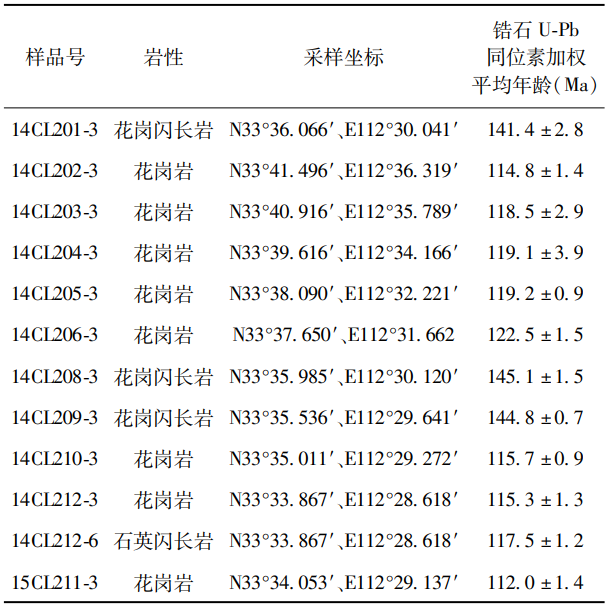 样品号 岩性 采样坐标 锆石 U-Pb 同位素加权平均年龄(Ma)
14CL201-3 花岗闪长岩 N33°36.066′、E112°30.041′ 141.4±2.8
14CL202-3 花岗岩 N33°41.496′、E112°36.319′ 114.8±1.4
14CL203-3 花岗岩 N33°40.916′、E112°35.789′ 118.5±2.9
14CL204-3 花岗岩 N33°39.616′、E112°34.166′ 119.1±3.9
14CL205-3 花岗岩 N33°38.090′、E112°32.221′ 119.2±0.9
14CL206-3 花岗岩 N33°37.650′、E112°31.662 122.5±1.5
14CL208-3 花岗闪长岩 N33°35.985′、E112°30.120′ 145.1±1.5
14CL209-3 花岗闪长岩 N33°35.536′、E112°29.641′ 144.8±0.7
14CL210-3 花岗岩 N33°35.011′、E112°29.272′ 115.7±0.9
14CL212-3 花岗岩 N33°33.867′、E112°28.618′ 115.3±1.3
14CL212-6 石英闪长岩 N33°33.867′、E112°28.618′ 117.5±1.2
15CL211-3 花岗岩 N33°34.053′、E112°29.137′ 112.0±1.4